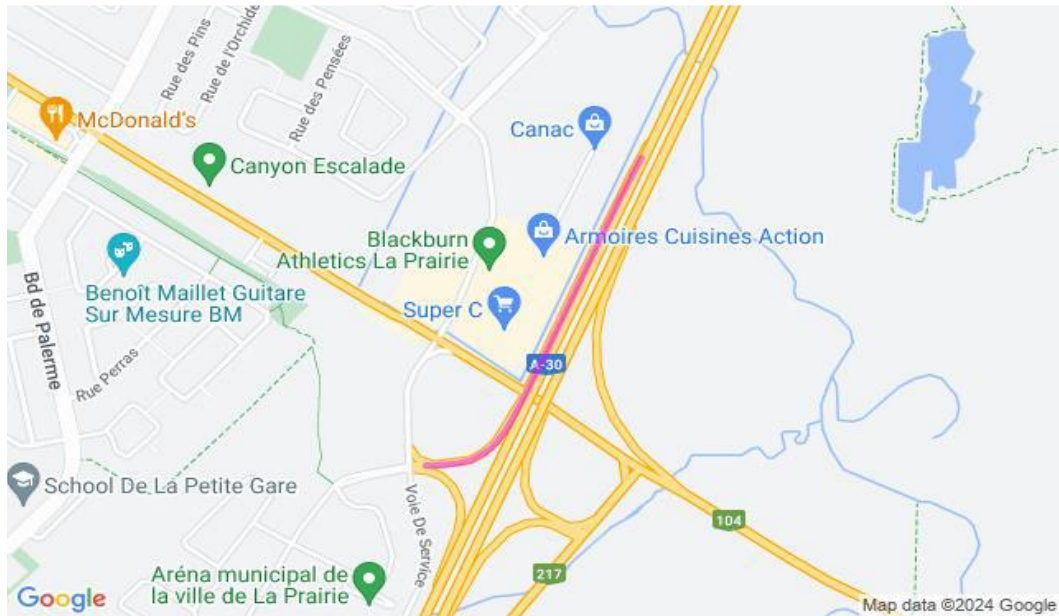 Rue des Pins
Rue de l'Orchidé
Rue des Pensées
McDonald's
Canyon Escalade
Canac
Blackburn
Athletics La Prairie
Armoires Cuisines Action
Benoît Maillet Guitare
Sur Mesure BM
Super C
Bd de Palerme
Rue Perras
A-30
School De La Petite Gare
Voie De Service
104
217
Aréna municipal de
la ville de La Prairie
Google
Map data ©2024 Google